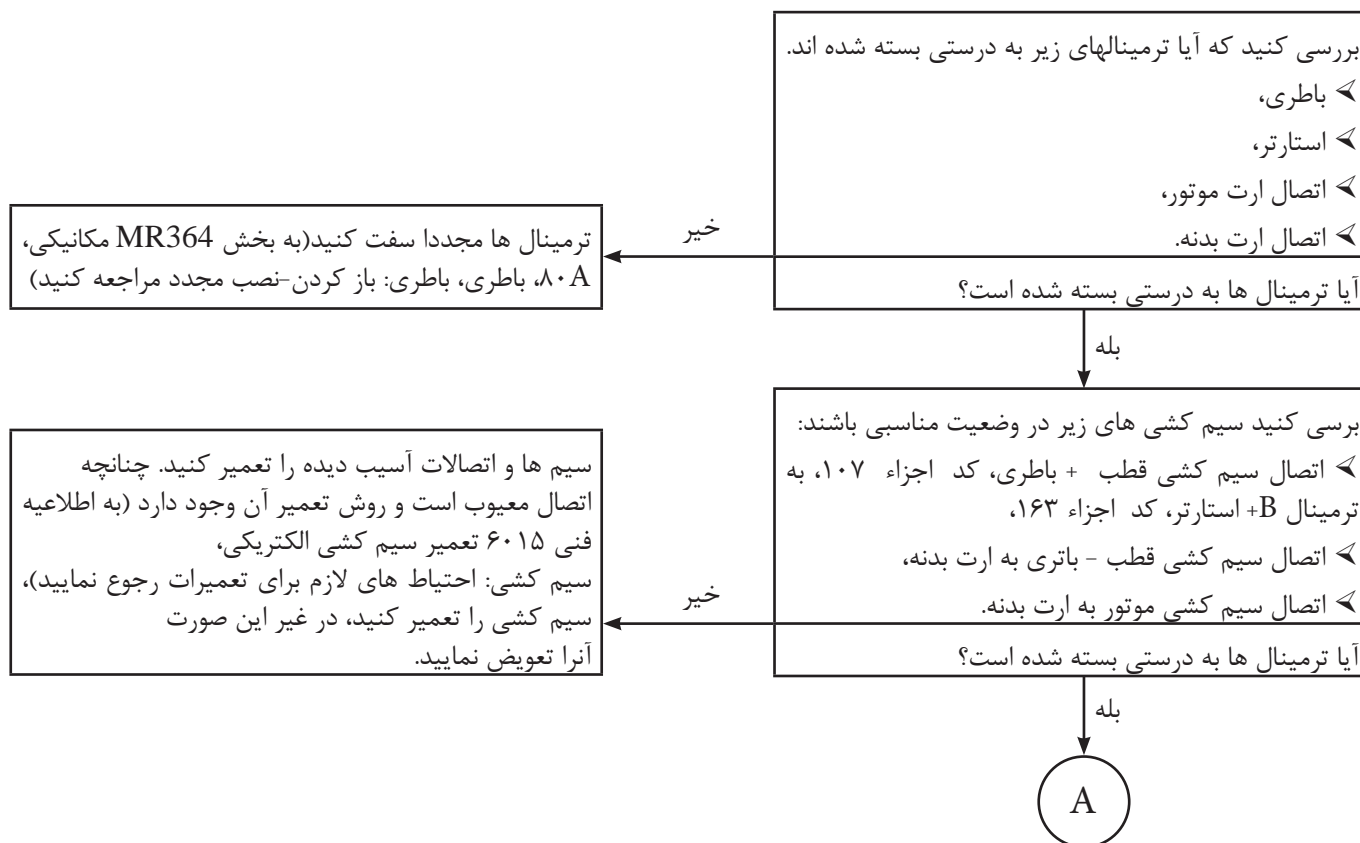 بررسی کنید که آیا ترمینالهای زیر به درستی بسته شده اند.
➢ باطری،
➢ استارتر،
➢ اتصال ارت موتور،
➢ اتصال ارت بدنه.
آیا ترمینال ها به درستی بسته شده است؟
خیر
ترمینال ها مجددا سفت کنید(به بخش MR364 مکانیکی،
۸۰A، باطری، باطری: باز کردن-نصب مجدد مراجعه کنید)
بله
برسی کنید سیم کشی های زیر در وضعیت مناسبی باشند:
➢ اتصال سیم کشی قطب + باطری، کد اجزاء ۱۰۷، به
ترمینال B+ استارتر، کد اجزاء ۱۶۳،
➢ اتصال سیم کشی قطب - باتری به ارت بدنه،
➢ اتصال سیم کشی موتور به ارت بدنه.
آیا ترمینال ها به درستی بسته شده است؟
خیر
سیم ها و اتصالات آسیب دیده را تعمیر کنید. چنانچه
اتصال معیوب است و روش تعمیر آن وجود دارد (به اطلاعیه
فنی ۶۰۱۵ تعمیر سیم کشی الکتریکی،
سیم کشی: احتیاط های لازم برای تعمیرات رجوع نمایید)،
سیم کشی را تعمیر کنید، در غیر این صورت
آنرا تعویض نمایید.
بله
A